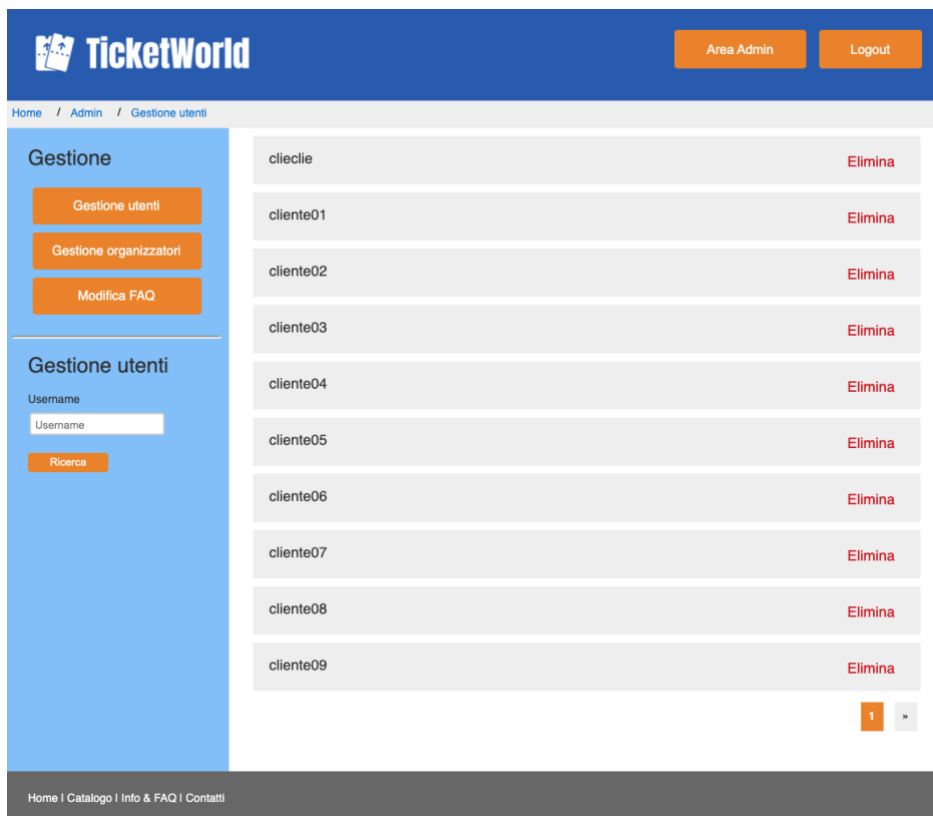 TicketWorld
Area Admin
Logout
Home / Admin / Gestione utenti
Gestione
Gestione utenti
Gestione organizzatori
Modifica FAQ
Gestione utenti
Username
Username
Ricerca
clieclie Elimina
cliente01 Elimina
cliente02 Elimina
cliente03 Elimina
cliente04 Elimina
cliente05 Elimina
cliente06 Elimina
cliente07 Elimina
cliente08 Elimina
cliente09 Elimina
1 »
Home | Catalogo | Info & FAQ | Contatti